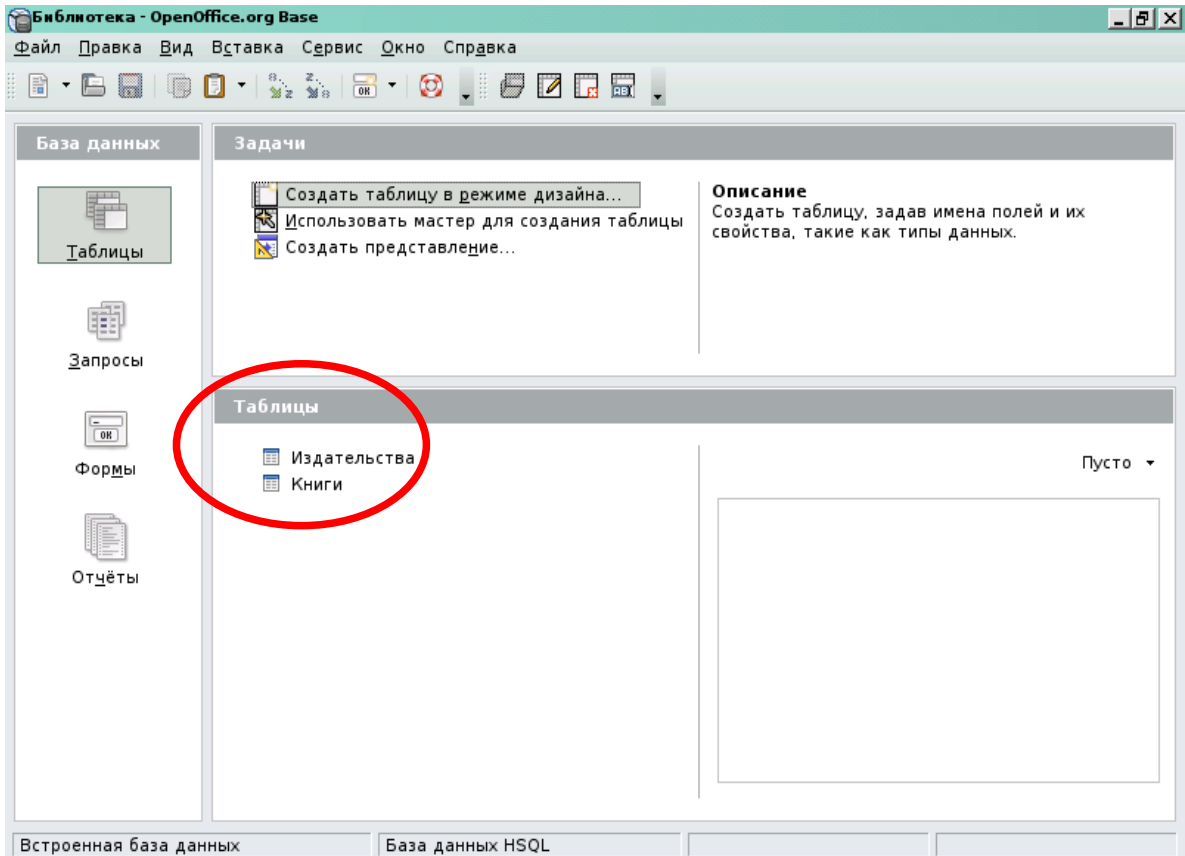 Библиотека - OpenOffice.org Base
Файл Правка Вид Вставка Сервис Окно Справка
База данных
Задачи
Таблицы
Запросы
Формы
Отчёты
Создать таблицу в режиме дизайна...
Использовать мастер для создания таблицы
Создать представление...
Описание
Создать таблицу, задав имена полей и их
свойства, такие как типы данных.
Таблицы
Издательства
Книги
Пусто
Встроенная база данных
База данных HSQL